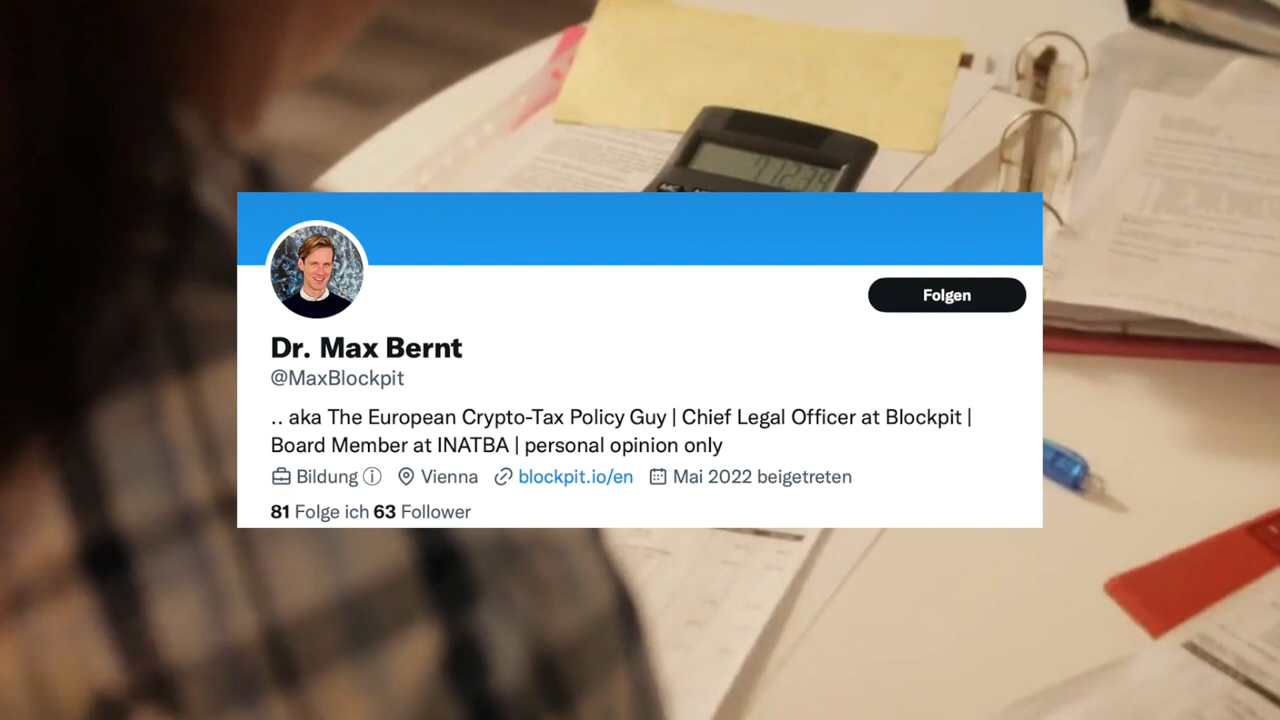 Dr. Max Bernt
@MaxBlockpit
Folgen
.. aka The European Crypto-Tax Policy Guy | Chief Legal Officer at Blockpit |
Board Member at INATBA | personal opinion only
Bildung ⓘ Vienna blockpit.io/en Mai 2022 beigetreten
81 Folge ich 63 Follower